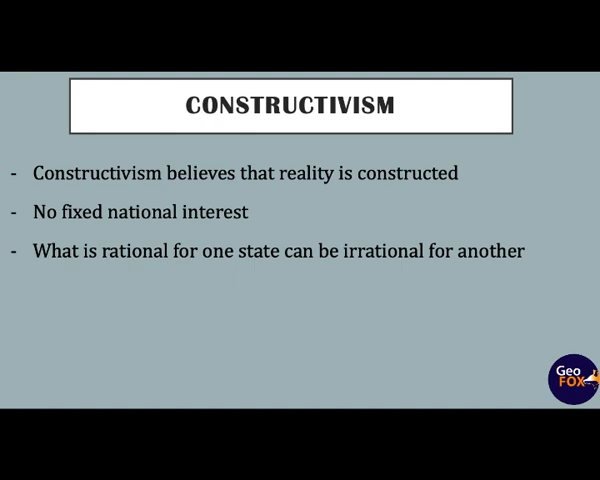 CONSTRUCTIVISM
- Constructivism believes that reality is constructed
- No fixed national interest
- What is rational for one state can be irrational for another
Geo
FOX